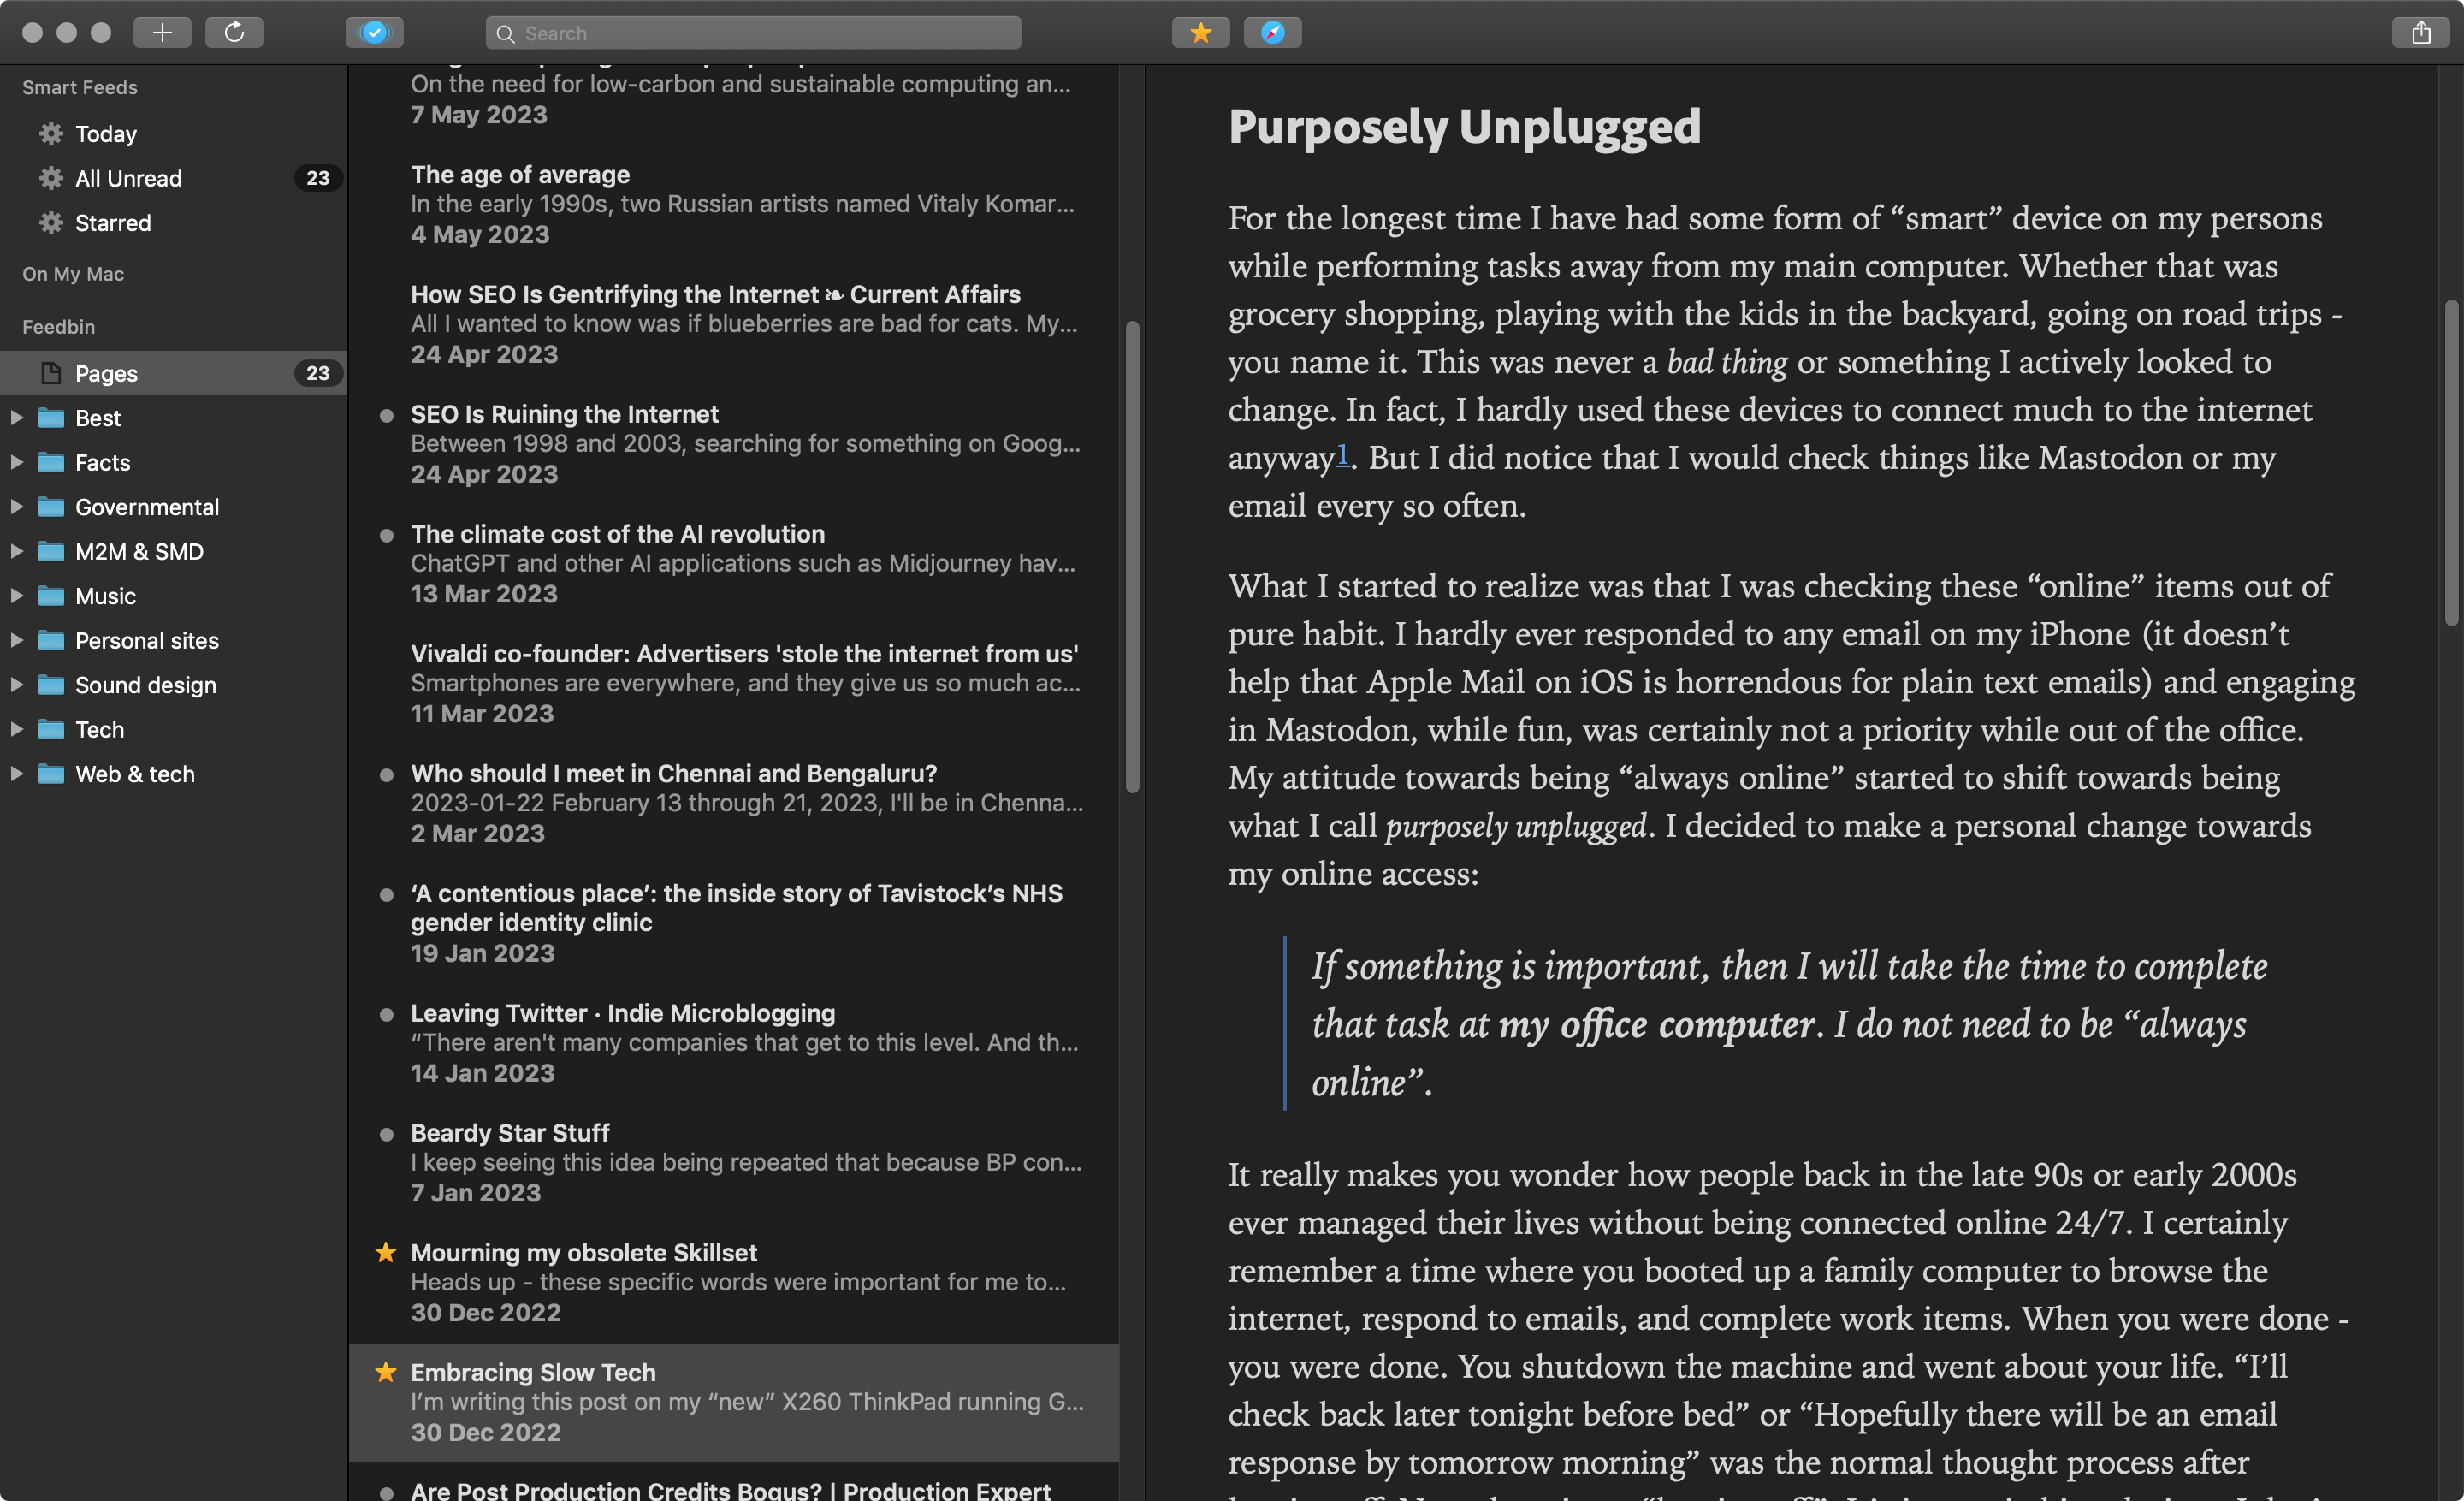 Search
Smart Feeds
Today
All Unread 23
Starred
On My Mac
Feedbin
Pages 23
Best
Facts
Governmental
M2M & SMD
Music
Personal sites
Sound design
Tech
Web & tech
On the need for low-carbon and sustainable computing an...
7 May 2023
The age of average
In the early 1990s, two Russian artists named Vitaly Komar...
4 May 2023
How SEO Is Gentrifying the Internet ❧ Current Affairs
All I wanted to know was if blueberries are bad for cats. My...
24 Apr 2023
SEO Is Ruining the Internet
Between 1998 and 2003, searching for something on Goog...
24 Apr 2023
The climate cost of the AI revolution
ChatGPT and other AI applications such as Midjourney hav...
13 Mar 2023
Vivaldi co-founder: Advertisers 'stole the internet from us'
Smartphones are everywhere, and they give us so much ac...
11 Mar 2023
Who should I meet in Chennai and Bengaluru?
2023-01-22 February 13 through 21, 2023, I'll be in Chenna...
2 Mar 2023
‘A contentious place’: the inside story of Tavistock’s NHS
gender identity clinic
19 Jan 2023
Leaving Twitter · Indie Microblogging
“There aren't many companies that get to this level. And th...
14 Jan 2023
Beardy Star Stuff
I keep seeing this idea being repeated that because BP con...
7 Jan 2023
Mourning my obsolete Skillset
Heads up - these specific words were important for me to...
30 Dec 2022
Embracing Slow Tech
I’m writing this post on my “new” X260 ThinkPad running G...
30 Dec 2022
Are Post Production Credits Bogus? | Production Expert
Purposely Unplugged
For the longest time I have had some form of “smart” device on my persons
while performing tasks away from my main computer. Whether that was
grocery shopping, playing with the kids in the backyard, going on road trips -
you name it. This was never a bad thing or something I actively looked to
change. In fact, I hardly used these devices to connect much to the internet
anyway1. But I did notice that I would check things like Mastodon or my
email every so often.
What I started to realize was that I was checking these “online” items out of
pure habit. I hardly ever responded to any email on my iPhone (it doesn’t
help that Apple Mail on iOS is horrendous for plain text emails) and engaging
in Mastodon, while fun, was certainly not a priority while out of the office.
My attitude towards being “always online” started to shift towards being
what I call purposely unplugged. I decided to make a personal change towards
my online access:
If something is important, then I will take the time to complete
that task at my office computer. I do not need to be “always
online”.
It really makes you wonder how people back in the late 90s or early 2000s
ever managed their lives without being connected online 24/7. I certainly
remember a time where you booted up a family computer to browse the
internet, respond to emails, and complete work items. When you were done -
you were done. You shutdown the machine and went about your life. “I’ll
check back later tonight before bed” or “Hopefully there will be an email
response by tomorrow morning” was the normal thought process after